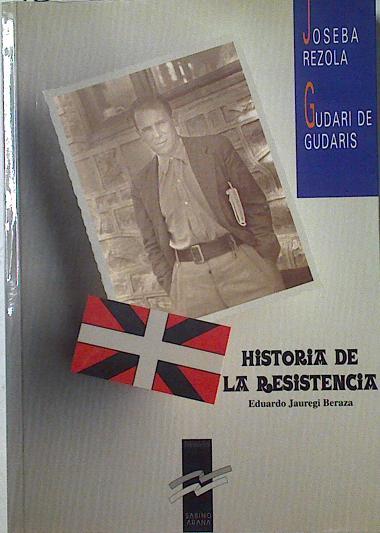 JOSEBA
REZOLA
GUDARI DE
GUDARIS
HISTORIA DE
LA RESISTENCIA
Eduardo Jauregi Beraza
SABINO
ARANA